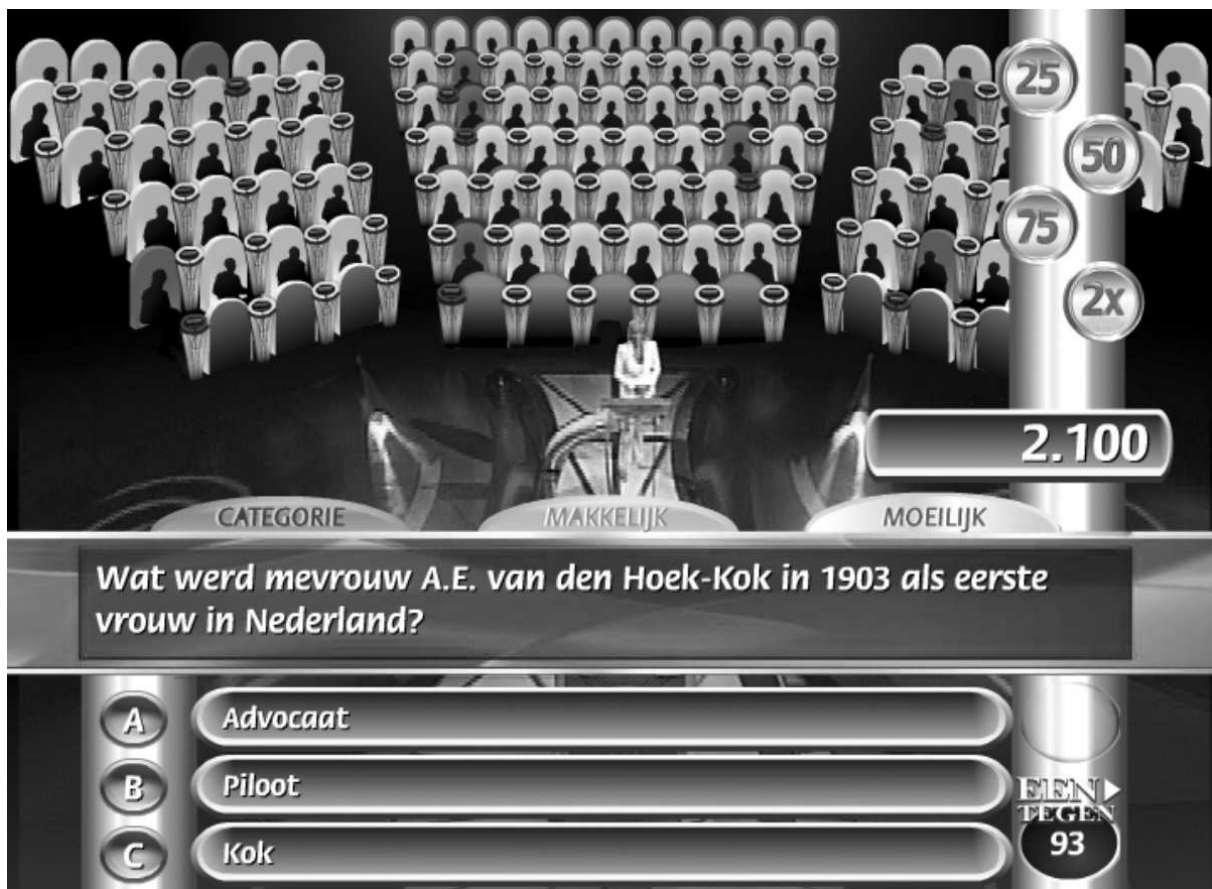 25
50
75
2x
2.100
CATEGORIE MAKKELIJK MOEILIJK
Wat werd mevrouw A.E. van den Hoek-Kok in 1903 als eerste
vrouw in Nederland?
A Advocaat
B Piloot
C Kok
EEN
TEGEN
93